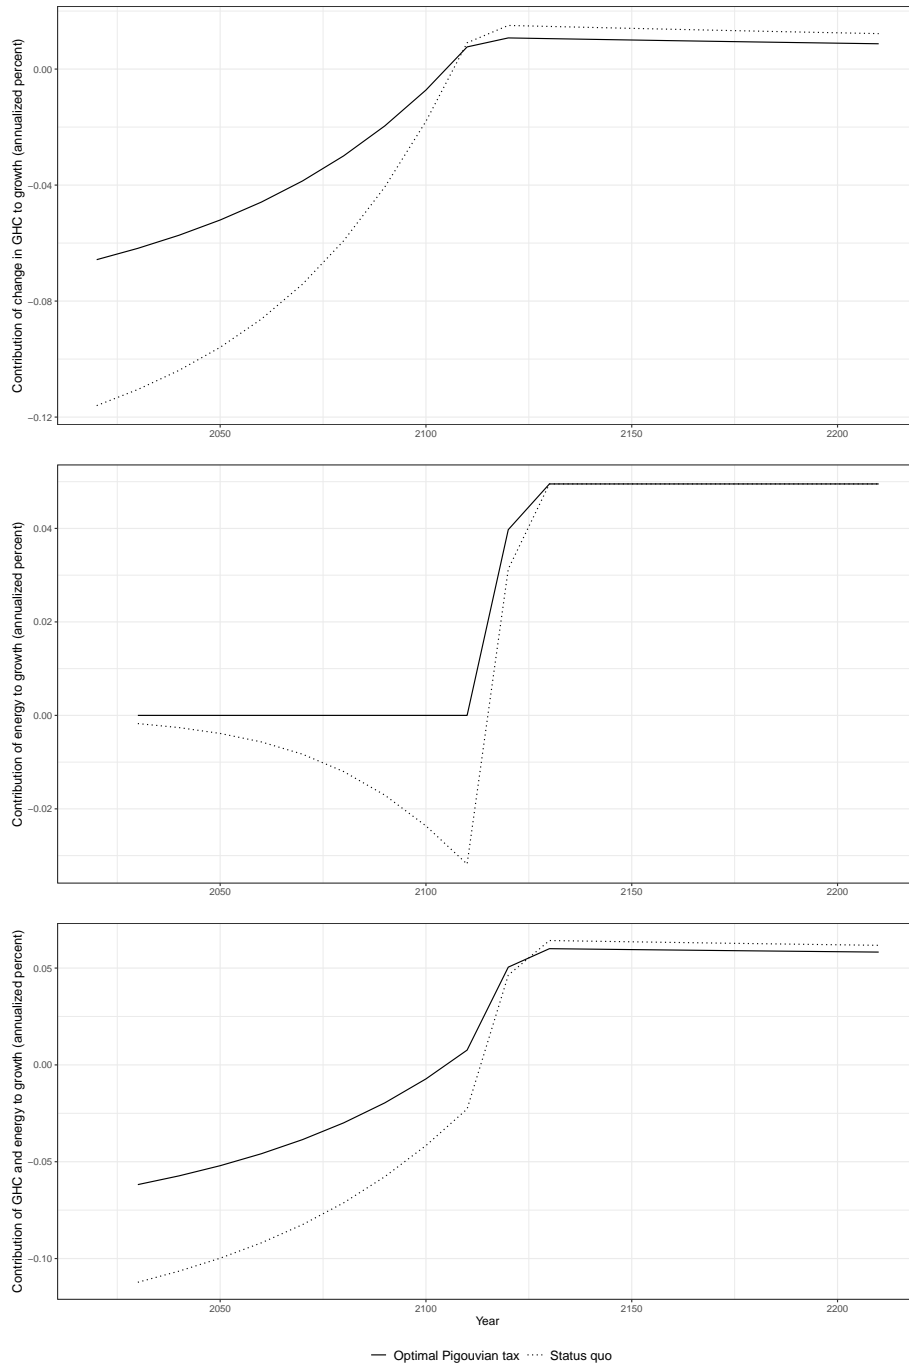 Contribution of change in GHC to growth (annualized percent)
0.00
−0.04
−0.08
−0.12
2050 2100 2150 2200
Contribution of energy to growth (annualized percent)
0.04
0.02
0.00
−0.02
2050 2100 2150 2200
Contribution of GHC and energy to growth (annualized percent)
0.05
0.00
−0.05
−0.10
2050 2100 2150 2200
Year
Optimal Pigouvian tax Status quo